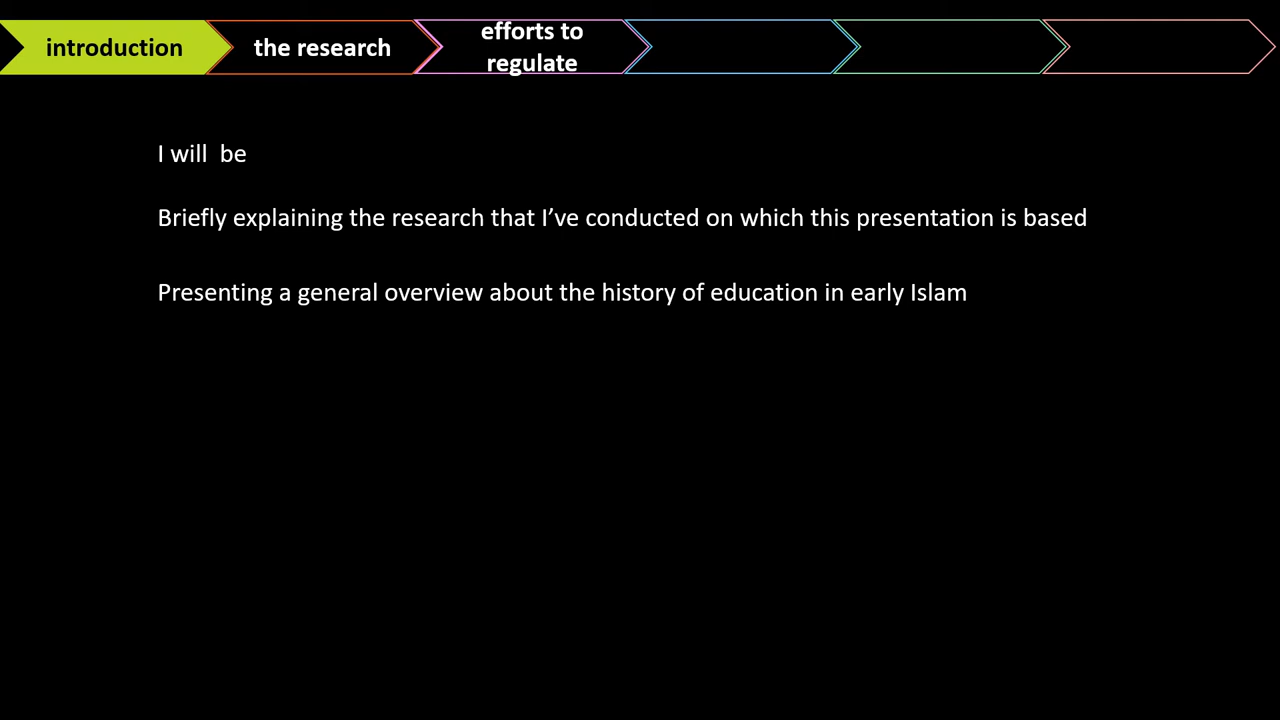 introduction
the research
efforts to
regulate
I will  be
Briefly explaining the research that I’ve conducted on which this presentation is based
Presenting a general overview about the history of education in early Islam